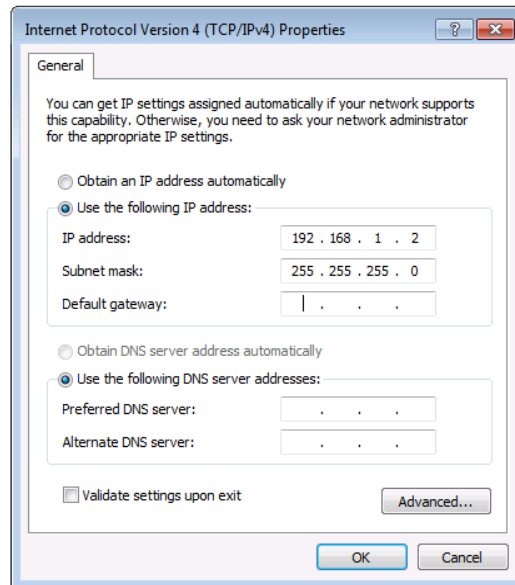 Internet Protocol Version 4 (TCP/IPv4) Properties
General
You can get IP settings assigned automatically if your network supports
this capability. Otherwise, you need to ask your network administrator
for the appropriate IP settings.
Obtain an IP address automatically
Use the following IP address:
IP address: 192 . 168 . 1 . 2
Subnet mask: 255 . 255 . 255 . 0
Default gateway: . . .
Obtain DNS server address automatically
Use the following DNS server addresses:
Preferred DNS server: . . .
Alternate DNS server: . . .
Validate settings upon exit
Advanced...
OK Cancel